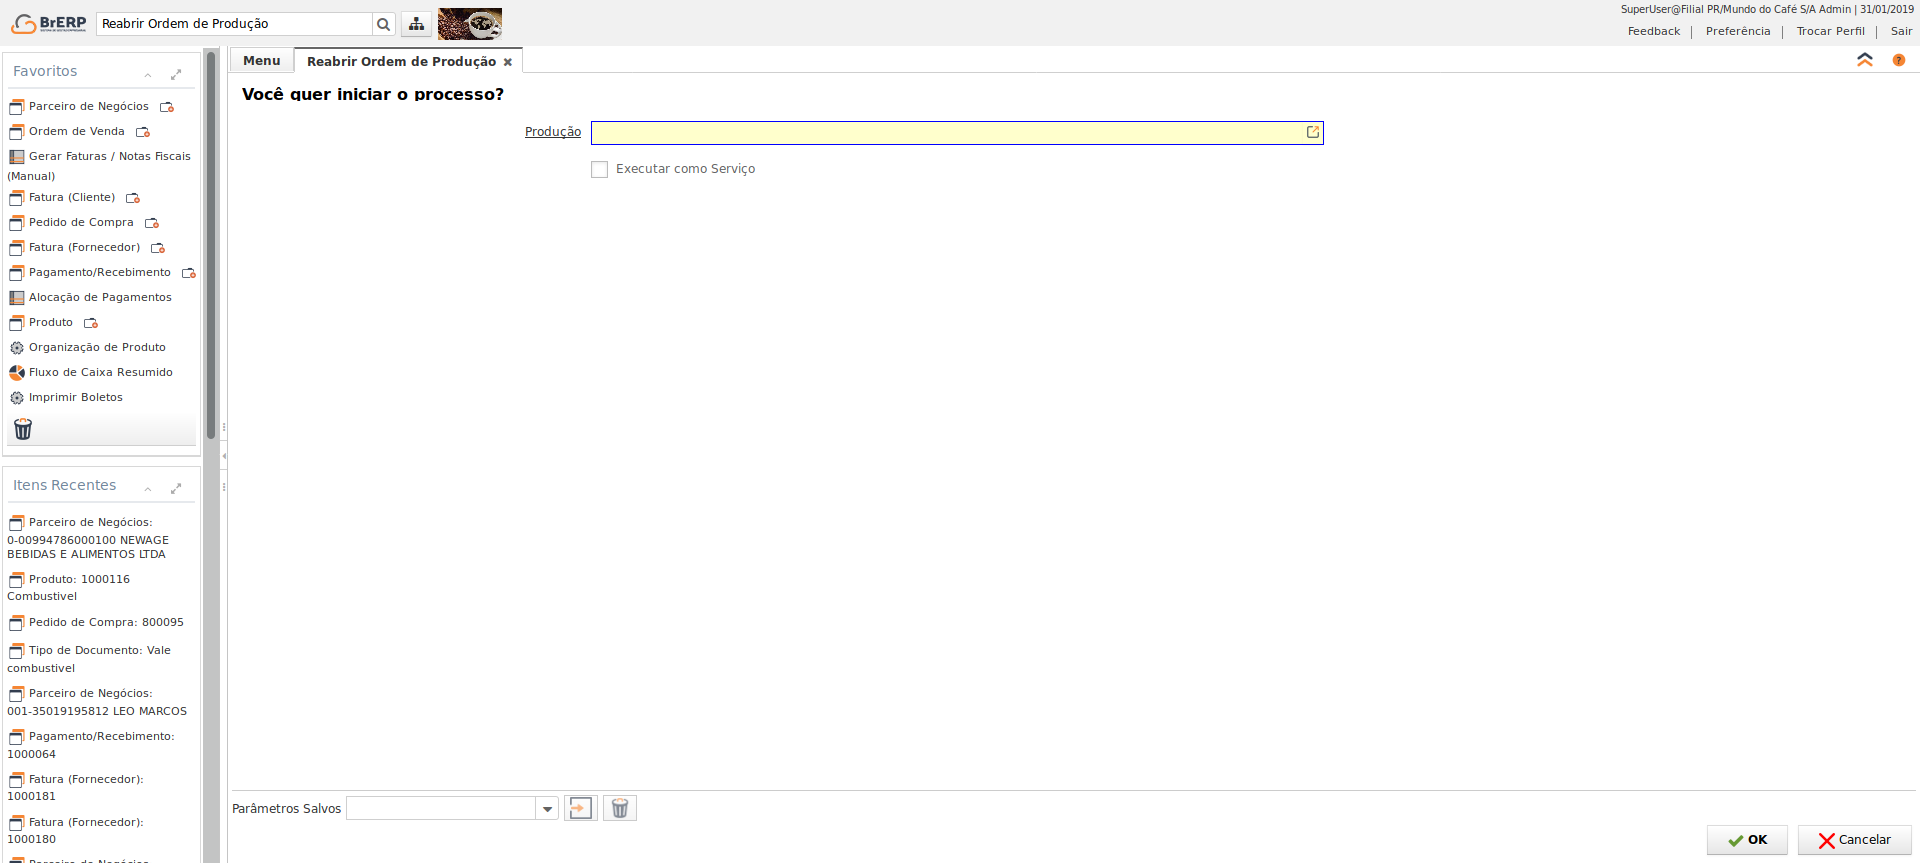 BrERP
Reabrir Ordem de Produção
SuperUser@Filial PR/Mundo do Café S/A Admin | 31/01/2019
Feedback | Preferência | Trocar Perfil | Sair
Menu
Reabrir Ordem de Produção
Você quer iniciar o processo?
Produção
Executar como Serviço
Favoritos
Parceiro de Negócios
Ordem de Venda
Gerar Faturas / Notas Fiscais
(Manual)
Fatura (Cliente)
Pedido de Compra
Fatura (Fornecedor)
Pagamento/Recebimento
Alocação de Pagamentos
Produto
Organização de Produto
Fluxo de Caixa Resumido
Imprimir Boletos
Itens Recentes
Parceiro de Negócios:
0-00994786000100 NEWAGE
BEBIDAS E ALIMENTOS LTDA
Produto: 1000116
Combustivel
Pedido de Compra: 800095
Tipo de Documento: Vale
combustivel
Parceiro de Negócios:
001-35019195812 LEO MARCOS
Pagamento/Recebimento:
1000064
Fatura (Fornecedor):
1000181
Fatura (Fornecedor):
1000180
Parâmetros Salvos
OK
Cancelar